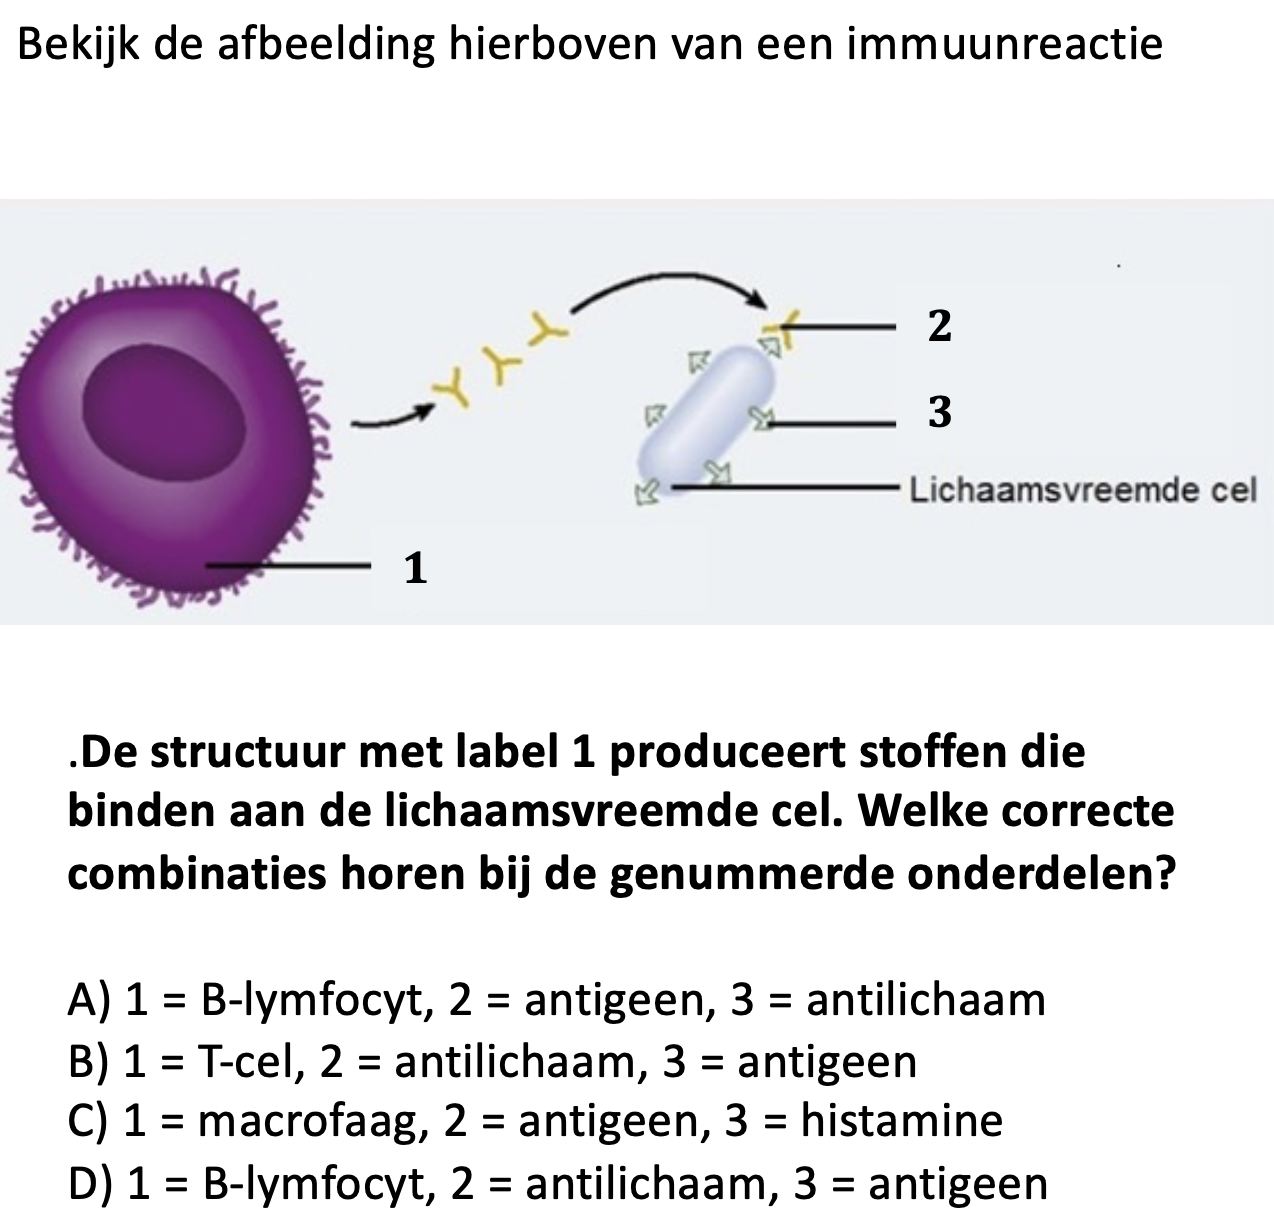 Bekijk de afbeelding hierboven van een immuunreactie
2
3
Lichaamsvreemde cel
1
.De structuur met label 1 produceert stoffen die
binden aan de lichaamsvreemde cel. Welke correcte
combinaties horen bij de genummerde onderdelen?
A) 1 = B-lymfocyt, 2 = antigeen, 3 = antilichaam
B) 1 = T-cel, 2 = antilichaam, 3 = antigeen
C) 1 = macrofaag, 2 = antigeen, 3 = histamine
D) 1 = B-lymfocyt, 2 = antilichaam, 3 = antigeen